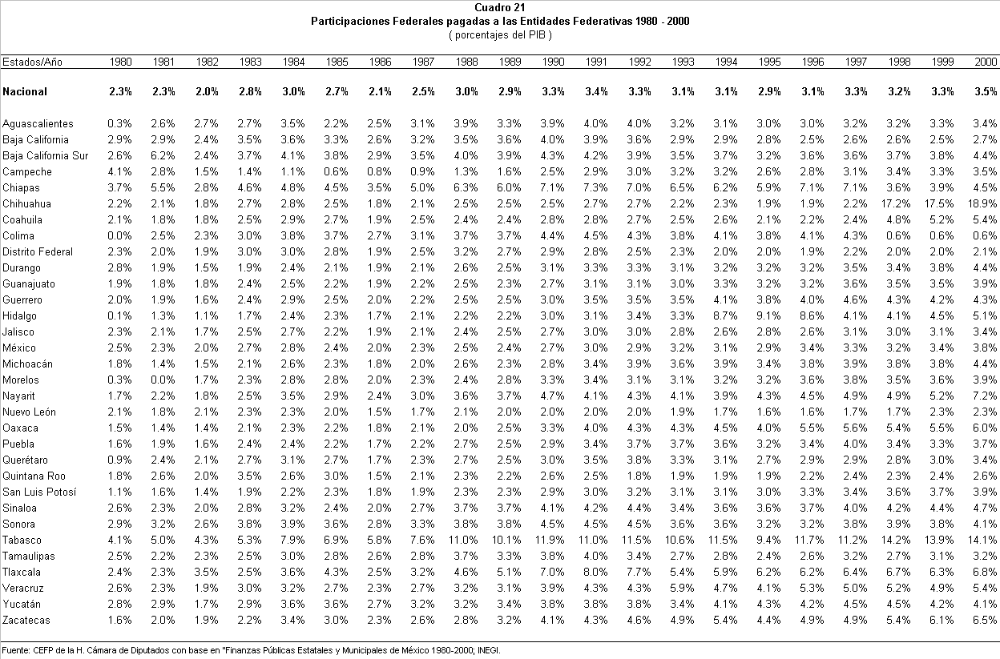 Cuadro 21
Participaciones Federales pagadas a las Entidades Federativas 1980 - 2000
( porcentajes del PIB )
Estados/Año 1980 1981 1982 1983 1984 1985 1986 1987 1988 1989 1990 1991 1992 1993 1994 1995 1996 1997 1998 1999 2000
Nacional 2.3% 2.3% 2.0% 2.8% 3.0% 2.7% 2.1% 2.5% 3.0% 2.9% 3.3% 3.4% 3.3% 3.1% 3.1% 2.9% 3.1% 3.3% 3.2% 3.3% 3.5%
Aguascalientes 0.3% 2.6% 2.7% 2.7% 3.5% 2.2% 2.5% 3.1% 3.9% 3.3% 3.9% 4.0% 4.0% 3.2% 3.1% 3.0% 3.0% 3.2% 3.2% 3.3% 3.4%
Baja California 2.9% 2.9% 2.4% 3.5% 3.6% 3.3% 2.6% 3.2% 3.5% 3.6% 4.0% 3.9% 3.6% 2.9% 2.9% 2.8% 2.5% 2.6% 2.6% 2.5% 2.7%
Baja California Sur 2.6% 6.2% 2.4% 3.7% 4.1% 3.8% 2.9% 3.5% 4.0% 3.9% 4.3% 4.2% 3.9% 3.5% 3.7% 3.2% 3.6% 3.6% 3.7% 3.8% 4.4%
Campeche 4.1% 2.8% 1.5% 1.4% 1.1% 0.6% 0.8% 0.9% 1.3% 1.6% 2.5% 2.9% 3.0% 3.2% 3.2% 2.6% 2.8% 3.1% 3.4% 3.3% 3.5%
Chiapas 3.7% 5.5% 2.8% 4.6% 4.8% 4.5% 3.5% 5.0% 6.3% 6.0% 7.1% 7.3% 7.0% 6.5% 6.2% 5.9% 7.1% 7.1% 3.6% 3.9% 4.5%
Chihuahua 2.2% 2.1% 1.8% 2.7% 2.8% 2.5% 1.8% 2.1% 2.5% 2.5% 2.5% 2.7% 2.7% 2.2% 2.3% 1.9% 1.9% 2.2% 17.2% 17.5% 18.9%
Coahuila 2.1% 1.8% 1.8% 2.5% 2.9% 2.7% 1.9% 2.5% 2.4% 2.4% 2.8% 2.8% 2.7% 2.5% 2.6% 2.1% 2.2% 2.4% 4.8% 5.2% 5.4%
Colima 0.0% 2.5% 2.3% 3.0% 3.8% 3.7% 2.7% 3.1% 3.7% 3.7% 4.4% 4.5% 4.3% 3.8% 4.1% 3.8% 4.1% 4.3% 0.6% 0.6% 0.6%
Distrito Federal 2.3% 2.0% 1.9% 3.0% 3.0% 2.8% 1.9% 2.5% 3.2% 2.7% 2.9% 2.8% 2.5% 2.3% 2.0% 2.0% 1.9% 2.2% 2.0% 2.0% 2.1%
Durango 2.8% 1.9% 1.5% 1.9% 2.4% 2.1% 1.9% 2.1% 2.6% 2.5% 3.1% 3.3% 3.3% 3.1% 3.2% 3.2% 3.2% 3.5% 3.4% 3.8% 4.4%
Guanajuato 1.9% 1.8% 1.8% 2.4% 2.5% 2.2% 1.9% 2.2% 2.5% 2.3% 2.7% 3.1% 3.1% 3.0% 3.3% 3.2% 3.2% 3.6% 3.5% 3.5% 3.9%
Guerrero 2.0% 1.9% 1.6% 2.4% 2.9% 2.5% 2.0% 2.2% 2.5% 2.5% 3.0% 3.5% 3.5% 3.5% 4.1% 3.8% 4.0% 4.6% 4.3% 4.2% 4.3%
Hidalgo 0.1% 1.3% 1.1% 1.7% 2.4% 2.3% 1.7% 2.1% 2.2% 2.2% 3.0% 3.1% 3.4% 3.3% 8.7% 9.1% 8.6% 4.1% 4.1% 4.5% 5.1%
Jalisco 2.3% 2.1% 1.7% 2.5% 2.7% 2.2% 1.9% 2.1% 2.4% 2.5% 2.7% 3.0% 3.0% 2.8% 2.6% 2.8% 2.6% 3.1% 3.0% 3.1% 3.4%
México 2.5% 2.3% 2.0% 2.7% 2.8% 2.4% 2.0% 2.3% 2.5% 2.4% 2.7% 3.0% 2.9% 3.2% 3.1% 2.9% 3.4% 3.3% 3.2% 3.4% 3.8%
Michoacán 1.8% 1.4% 1.5% 2.1% 2.6% 2.3% 1.8% 2.0% 2.6% 2.3% 2.8% 3.4% 3.9% 3.6% 3.9% 3.4% 3.8% 3.9% 3.8% 3.8% 4.4%
Morelos 0.3% 0.0% 1.7% 2.3% 2.8% 2.8% 2.0% 2.3% 2.4% 2.8% 3.3% 3.4% 3.1% 3.1% 3.2% 3.2% 3.6% 3.8% 3.5% 3.6% 3.9%
Nayarit 1.7% 2.2% 1.8% 2.5% 3.5% 2.9% 2.4% 3.0% 3.6% 3.7% 4.7% 4.1% 4.3% 4.1% 3.9% 4.3% 4.5% 4.9% 4.9% 5.2% 7.2%
Nuevo León 2.1% 1.8% 2.1% 2.3% 2.3% 2.0% 1.5% 1.7% 2.1% 2.0% 2.0% 2.0% 2.0% 1.9% 1.7% 1.6% 1.6% 1.7% 1.7% 2.3% 2.3%
Oaxaca 1.5% 1.4% 1.4% 2.1% 2.3% 2.2% 1.8% 2.1% 2.0% 2.5% 3.3% 4.0% 4.3% 4.3% 4.5% 4.0% 5.5% 5.6% 5.4% 5.5% 6.0%
Puebla 1.6% 1.9% 1.6% 2.4% 2.4% 2.2% 1.7% 2.2% 2.7% 2.5% 2.9% 3.4% 3.7% 3.7% 3.6% 3.2% 3.4% 4.0% 3.4% 3.3% 3.7%
Querétaro 0.9% 2.4% 2.1% 2.7% 3.1% 2.7% 1.7% 2.3% 2.7% 2.5% 3.0% 3.5% 3.8% 3.3% 3.1% 2.7% 2.9% 2.9% 2.8% 3.0% 3.4%
Quintana Roo 1.8% 2.6% 2.0% 3.5% 2.6% 3.0% 1.5% 2.1% 2.3% 2.2% 2.6% 2.5% 1.8% 1.9% 1.9% 1.9% 2.2% 2.4% 2.3% 2.4% 2.6%
San Luis Potosí 1.1% 1.6% 1.4% 1.9% 2.2% 2.3% 1.8% 1.9% 2.3% 2.3% 2.9% 3.0% 3.2% 3.1% 3.1% 3.0% 3.3% 3.4% 3.6% 3.7% 3.9%
Sinaloa 2.6% 2.3% 2.0% 2.8% 3.2% 2.4% 2.0% 2.7% 3.7% 3.7% 4.1% 4.2% 4.4% 3.4% 3.6% 3.6% 3.7% 4.0% 4.2% 4.4% 4.7%
Sonora 2.9% 3.2% 2.6% 3.8% 3.9% 3.6% 2.8% 3.3% 3.8% 3.8% 4.5% 4.5% 4.5% 3.6% 3.6% 3.2% 3.2% 3.8% 3.9% 3.8% 4.1%
Tabasco 4.1% 5.0% 4.3% 5.3% 7.9% 6.9% 5.8% 7.6% 11.0% 10.1% 11.9% 11.0% 11.5% 10.6% 11.5% 9.4% 11.7% 11.2% 14.2% 13.9% 14.1%
Tamaulipas 2.5% 2.2% 2.3% 2.5% 3.0% 2.8% 2.6% 2.8% 3.7% 3.3% 3.8% 4.0% 3.4% 2.7% 2.8% 2.4% 2.6% 3.2% 2.7% 3.1% 3.2%
Tlaxcala 2.4% 2.3% 3.5% 2.5% 3.6% 4.3% 2.5% 3.2% 4.6% 5.1% 7.0% 8.0% 7.7% 5.4% 5.9% 6.2% 6.2% 6.4% 6.7% 6.3% 6.8%
Veracruz 2.6% 2.3% 1.9% 3.0% 3.2% 2.7% 2.3% 2.7% 3.2% 3.1% 3.9% 4.3% 4.3% 5.9% 4.7% 4.1% 5.3% 5.0% 5.2% 4.9% 5.4%
Yucatán 2.8% 2.9% 1.7% 2.9% 3.6% 3.6% 2.7% 3.2% 3.2% 3.4% 3.8% 3.8% 3.8% 3.4% 4.1% 4.3% 4.2% 4.5% 4.5% 4.2% 4.1%
Zacatecas 1.6% 2.0% 1.9% 2.2% 3.4% 3.0% 2.3% 2.6% 2.8% 3.2% 4.1% 4.3% 4.6% 4.9% 5.4% 4.4% 4.9% 4.9% 5.4% 6.1% 6.5%
Fuente: CEFP de la H. Cámara de Diputados con base en "Finanzas Públicas Estatales y Municipales de México 1980-2000; INEGI.